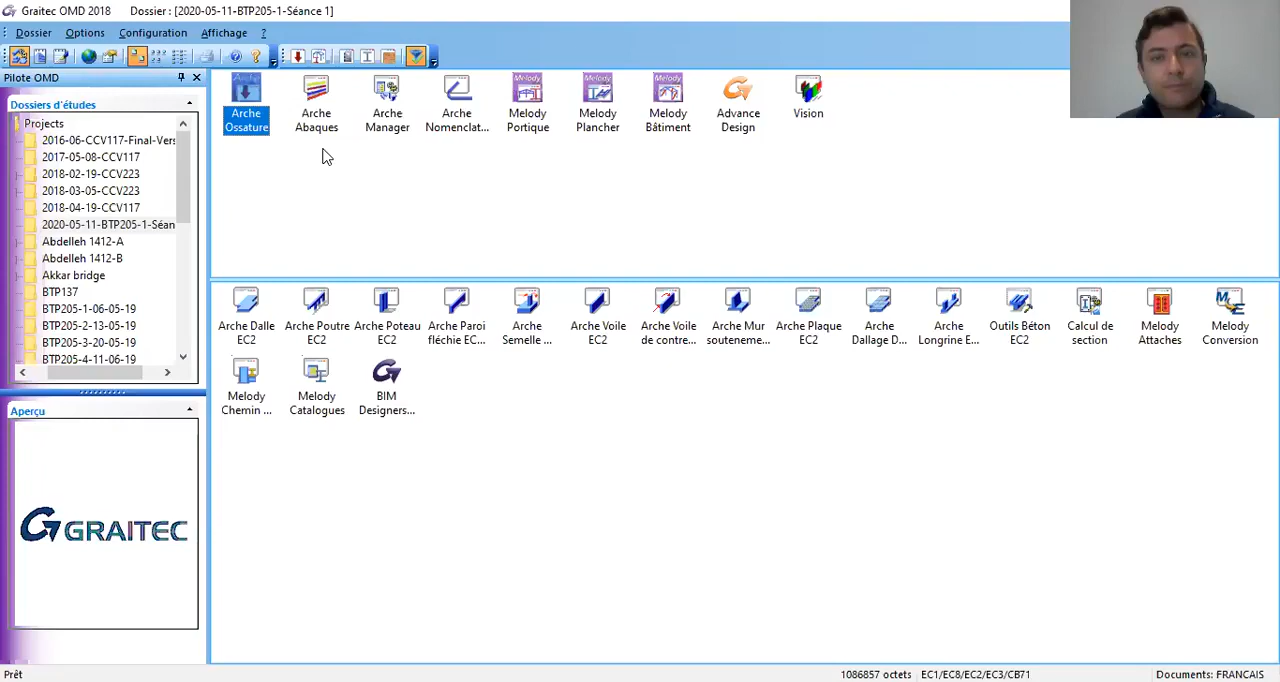 Graitec OMD 2018 Dossier : [2020-05-11-BTP205-1-Séance 1]
Dossier Options Configuration Affichage ?
Pilote OMD
Dossiers d'études
Projects
2016-06-CCV117-Final-Vers
2017-05-08-CCV117
2018-02-19-CCV223
2018-03-05-CCV223
2018-04-19-CCV117
2020-05-11-BTP205-1-Séan
Abdelleh 1412-A
Abdelleh 1412-B
Akkar bridge
BTP137
BTP205-1-06-05-19
BTP205-2-13-05-19
BTP205-3-20-05-19
BTP205-4-11-06-19
Aperçu
GRAITEC
Arche Ossature
Arche Abaques
Arche Manager
Arche Nomenclat...
Melody Portique
Melody Plancher
Melody Bâtiment
Advance Design
Vision
Arche Dalle EC2
Arche Poutre EC2
Arche Poteau EC2
Arche Paroi fléchie EC...
Arche Semelle ...
Arche Voile EC2
Arche Voile de contre...
Arche Mur souteneme...
Arche Plaque EC2
Arche Dallage D...
Arche Longrine E...
Outils Béton EC2
Calcul de section
Melody Attaches
Melody Conversion
Melody Chemin ...
Melody Catalogues
BIM Designers...
Prêt
1086857 octets EC1/EC8/EC2/EC3/CB71 Documents: FRANCAIS